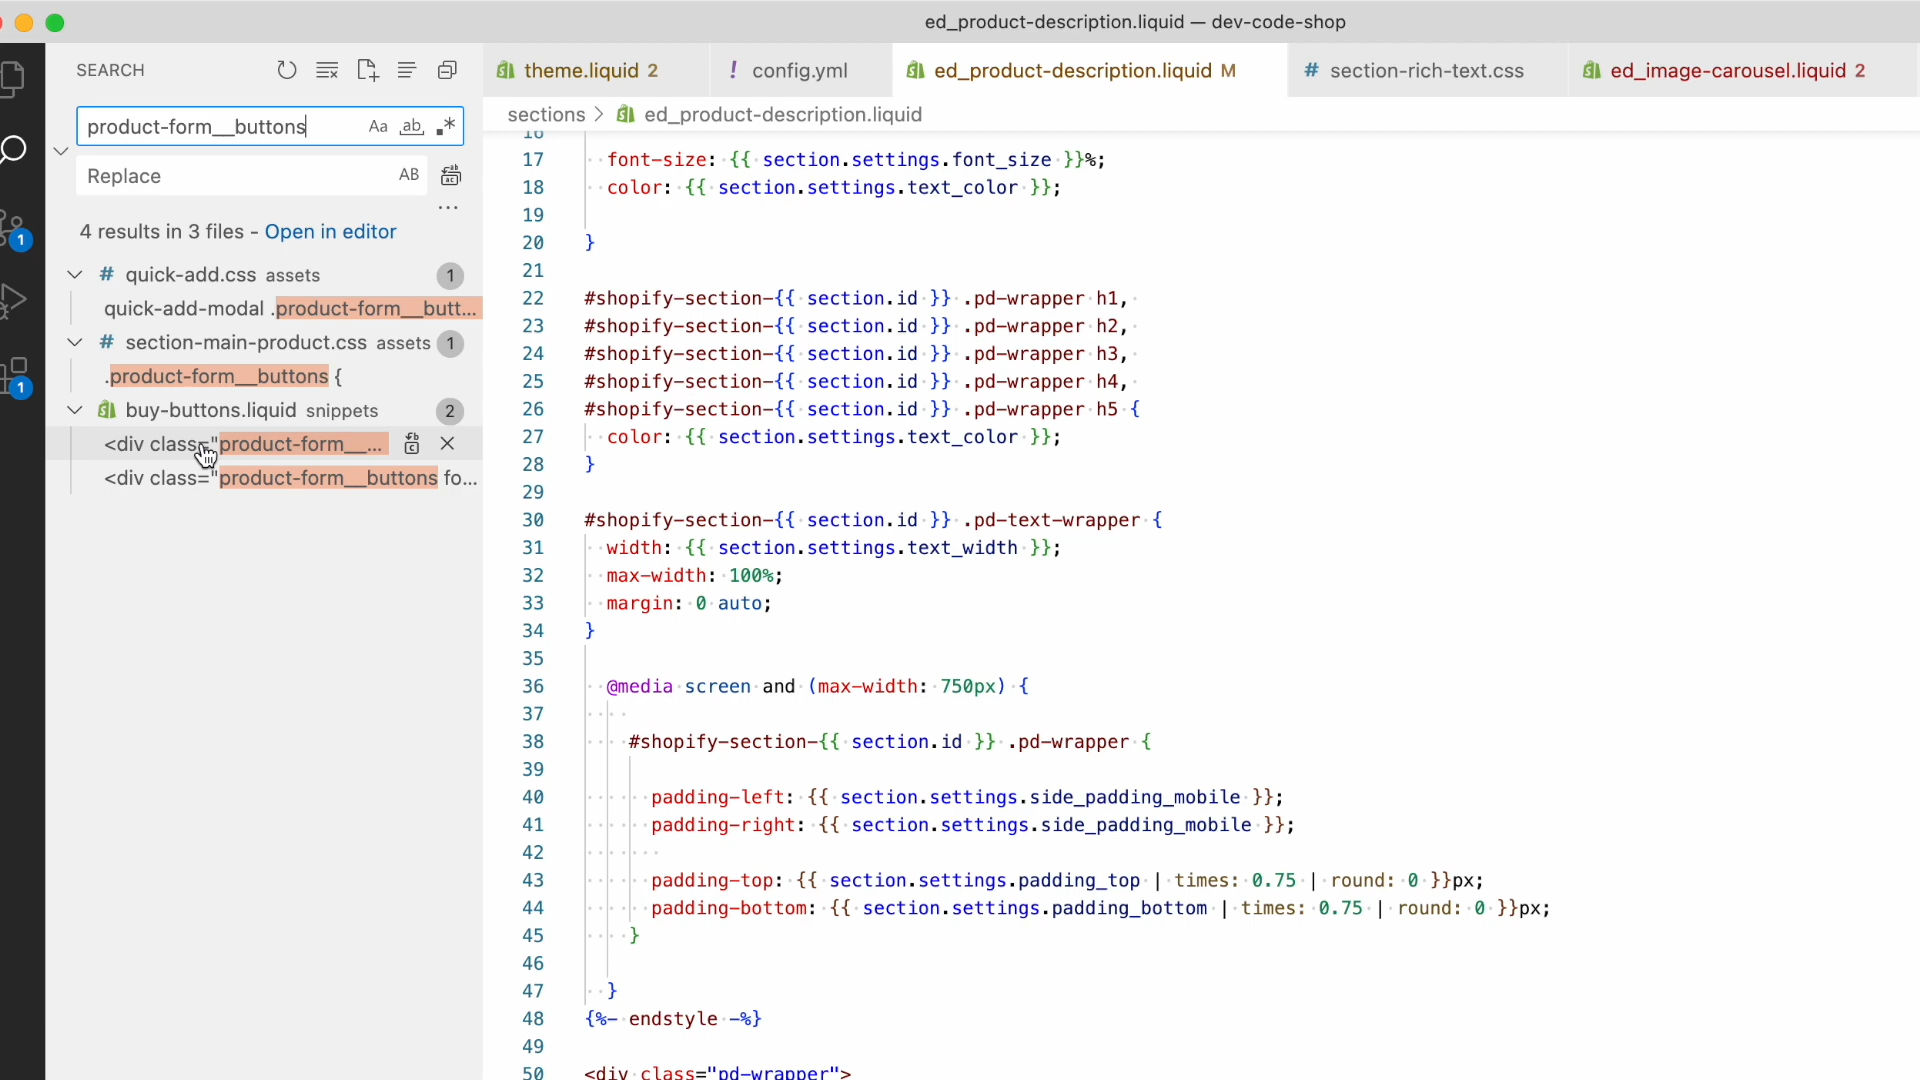 ed_product-description.liquid — dev-code-shop
SEARCH
theme.liquid 2
! config.yml
ed_product-description.liquid M
# section-rich-text.css
ed_image-carousel.liquid 2
product-form__buttons
Aa ab .*
Replace
AB
...
4 results in 3 files - Open in editor
# quick-add.css assets 1
quick-add-modal .product-form__butt...
# section-main-product.css assets 1
.product-form__buttons {
buy-buttons.liquid snippets 2
<div class="product-form__...
<div class="product-form__buttons fo...
1
1
sections > ed_product-description.liquid
16
17 font-size: {{ section.settings.font_size }}%;
18 color: {{ section.settings.text_color }};
19
20 }
21
22 #shopify-section-{{ section.id }} .pd-wrapper h1,
23 #shopify-section-{{ section.id }} .pd-wrapper h2,
24 #shopify-section-{{ section.id }} .pd-wrapper h3,
25 #shopify-section-{{ section.id }} .pd-wrapper h4,
26 #shopify-section-{{ section.id }} .pd-wrapper h5 {
27 color: {{ section.settings.text_color }};
28 }
29
30 #shopify-section-{{ section.id }} .pd-text-wrapper {
31 width: {{ section.settings.text_width }};
32 max-width: 100%;
33 margin: 0 auto;
34 }
35
36 @media screen and (max-width: 750px) {
37
38 #shopify-section-{{ section.id }} .pd-wrapper {
39
40 padding-left: {{ section.settings.side_padding_mobile }};
41 padding-right: {{ section.settings.side_padding_mobile }};
42
43 padding-top: {{ section.settings.padding_top | times: 0.75 | round: 0 }}px;
44 padding-bottom: {{ section.settings.padding_bottom | times: 0.75 | round: 0 }}px;
45 }
46
47 }
48 {%- endstyle -%}
49
50 <div class="pd-wrapper">